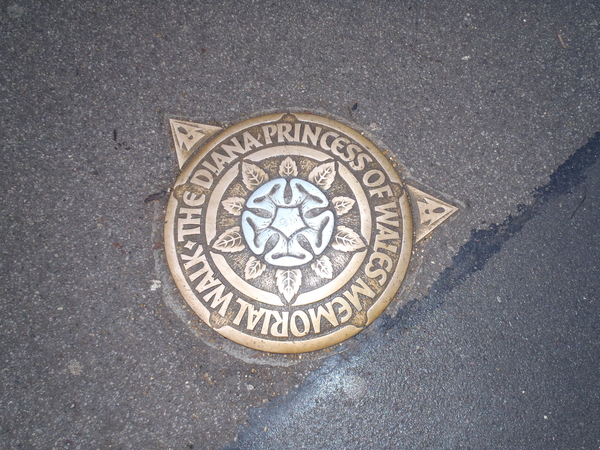 THE DIANA PRINCESS OF WALES MEMORIAL WALK